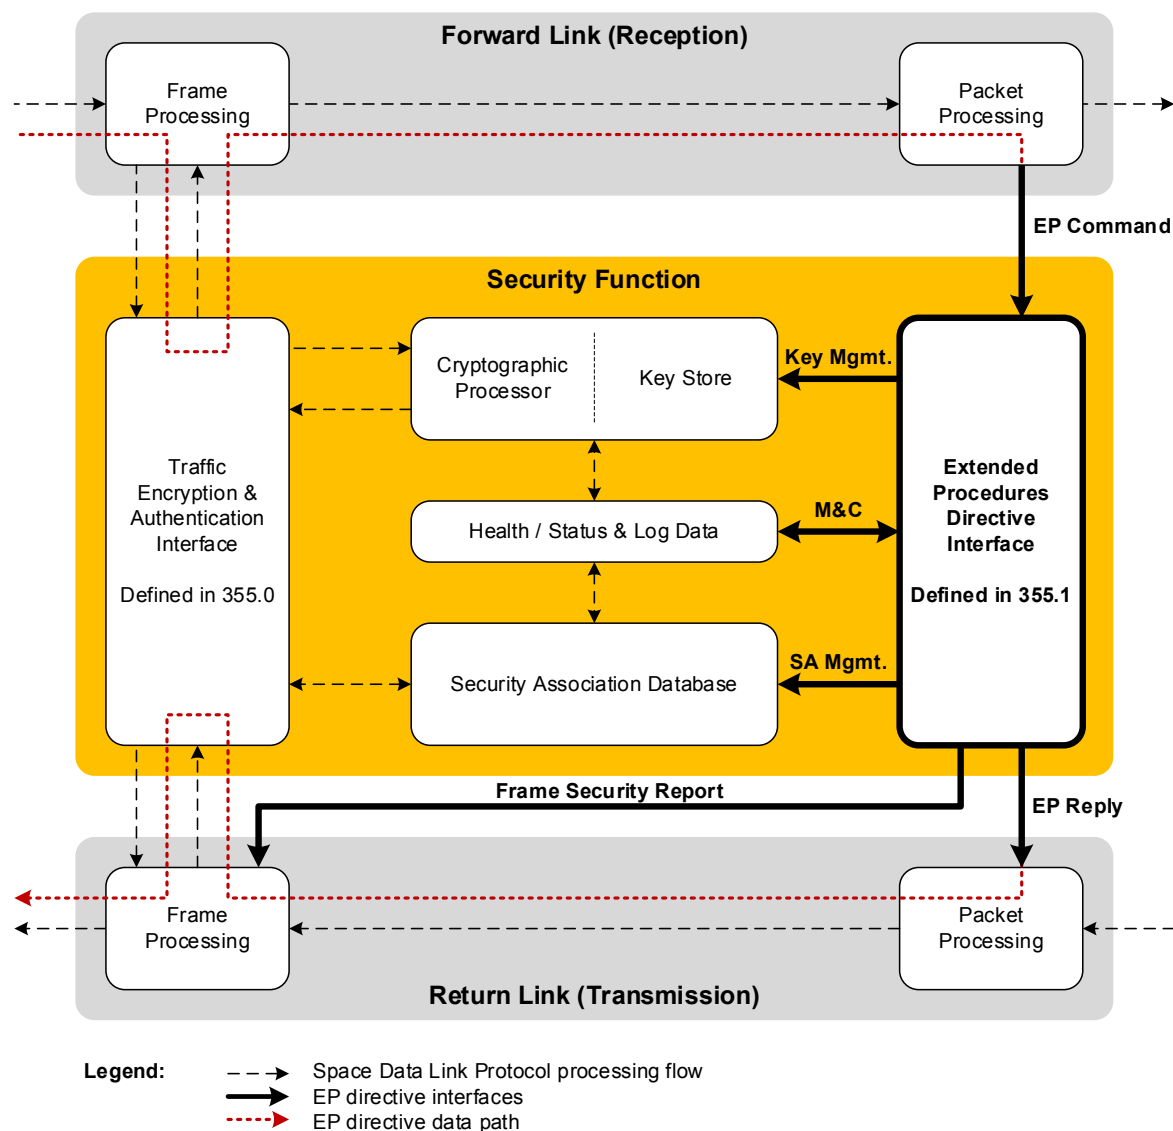 Forward Link (Reception)
Frame
Processing
Packet
Processing
EP Command
Security Function
Traffic
Encryption &
Authentication
Interface
Defined in 355.0
Cryptographic
Processor
Key Store
Key Mgmt.
Health / Status & Log Data
M&C
Security Association Database
SA Mgmt.
Extended
Procedures
Directive
Interface
Defined in 355.1
Frame Security Report
EP Reply
Frame
Processing
Packet
Processing
Return Link (Transmission)
Legend:
Space Data Link Protocol processing flow
EP directive interfaces
EP directive data path